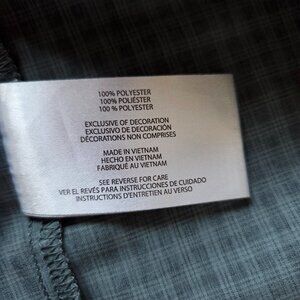 100% POLYESTER
100% POLIÉSTER
100 % POLYESTER
EXCLUSIVE OF DECORATION
EXCLUSIVO DE DECORACIÓN
DÉCORATIONS NON COMPRISES
MADE IN VIETNAM
HECHO EN VIETNAM
FABRIQUÉ AU VIETNAM
SEE REVERSE FOR CARE
VER EL REVÉS PARA INSTRUCCIONES DE CUIDADO
INSTRUCTIONS D'ENTRETIEN AU VERSO